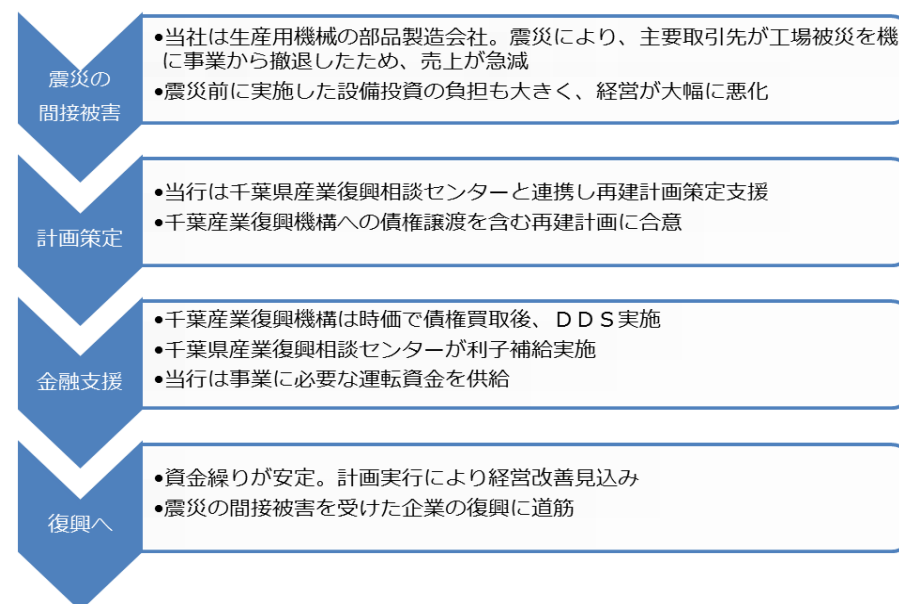 震災の
間接被害
•当社は生産用機械の部品製造会社。震災により、主要取引先が工場被災を機
に事業から撤退したため、売上が急減
•震災前に実施した設備投資の負担も大きく、経営が大幅に悪化
計画策定
•当行は千葉県産業復興相談センターと連携し再建計画策定支援
•千葉産業復興機構への債権譲渡を含む再建計画に合意
金融支援
•千葉産業復興機構は時価で債権買取後、ＤＤＳ実施
•千葉県産業復興相談センターが利子補給実施
•当行は事業に必要な運転資金を供給
復興へ
•資金繰りが安定。計画実行により経営改善見込み
•震災の間接被害を受けた企業の復興に道筋